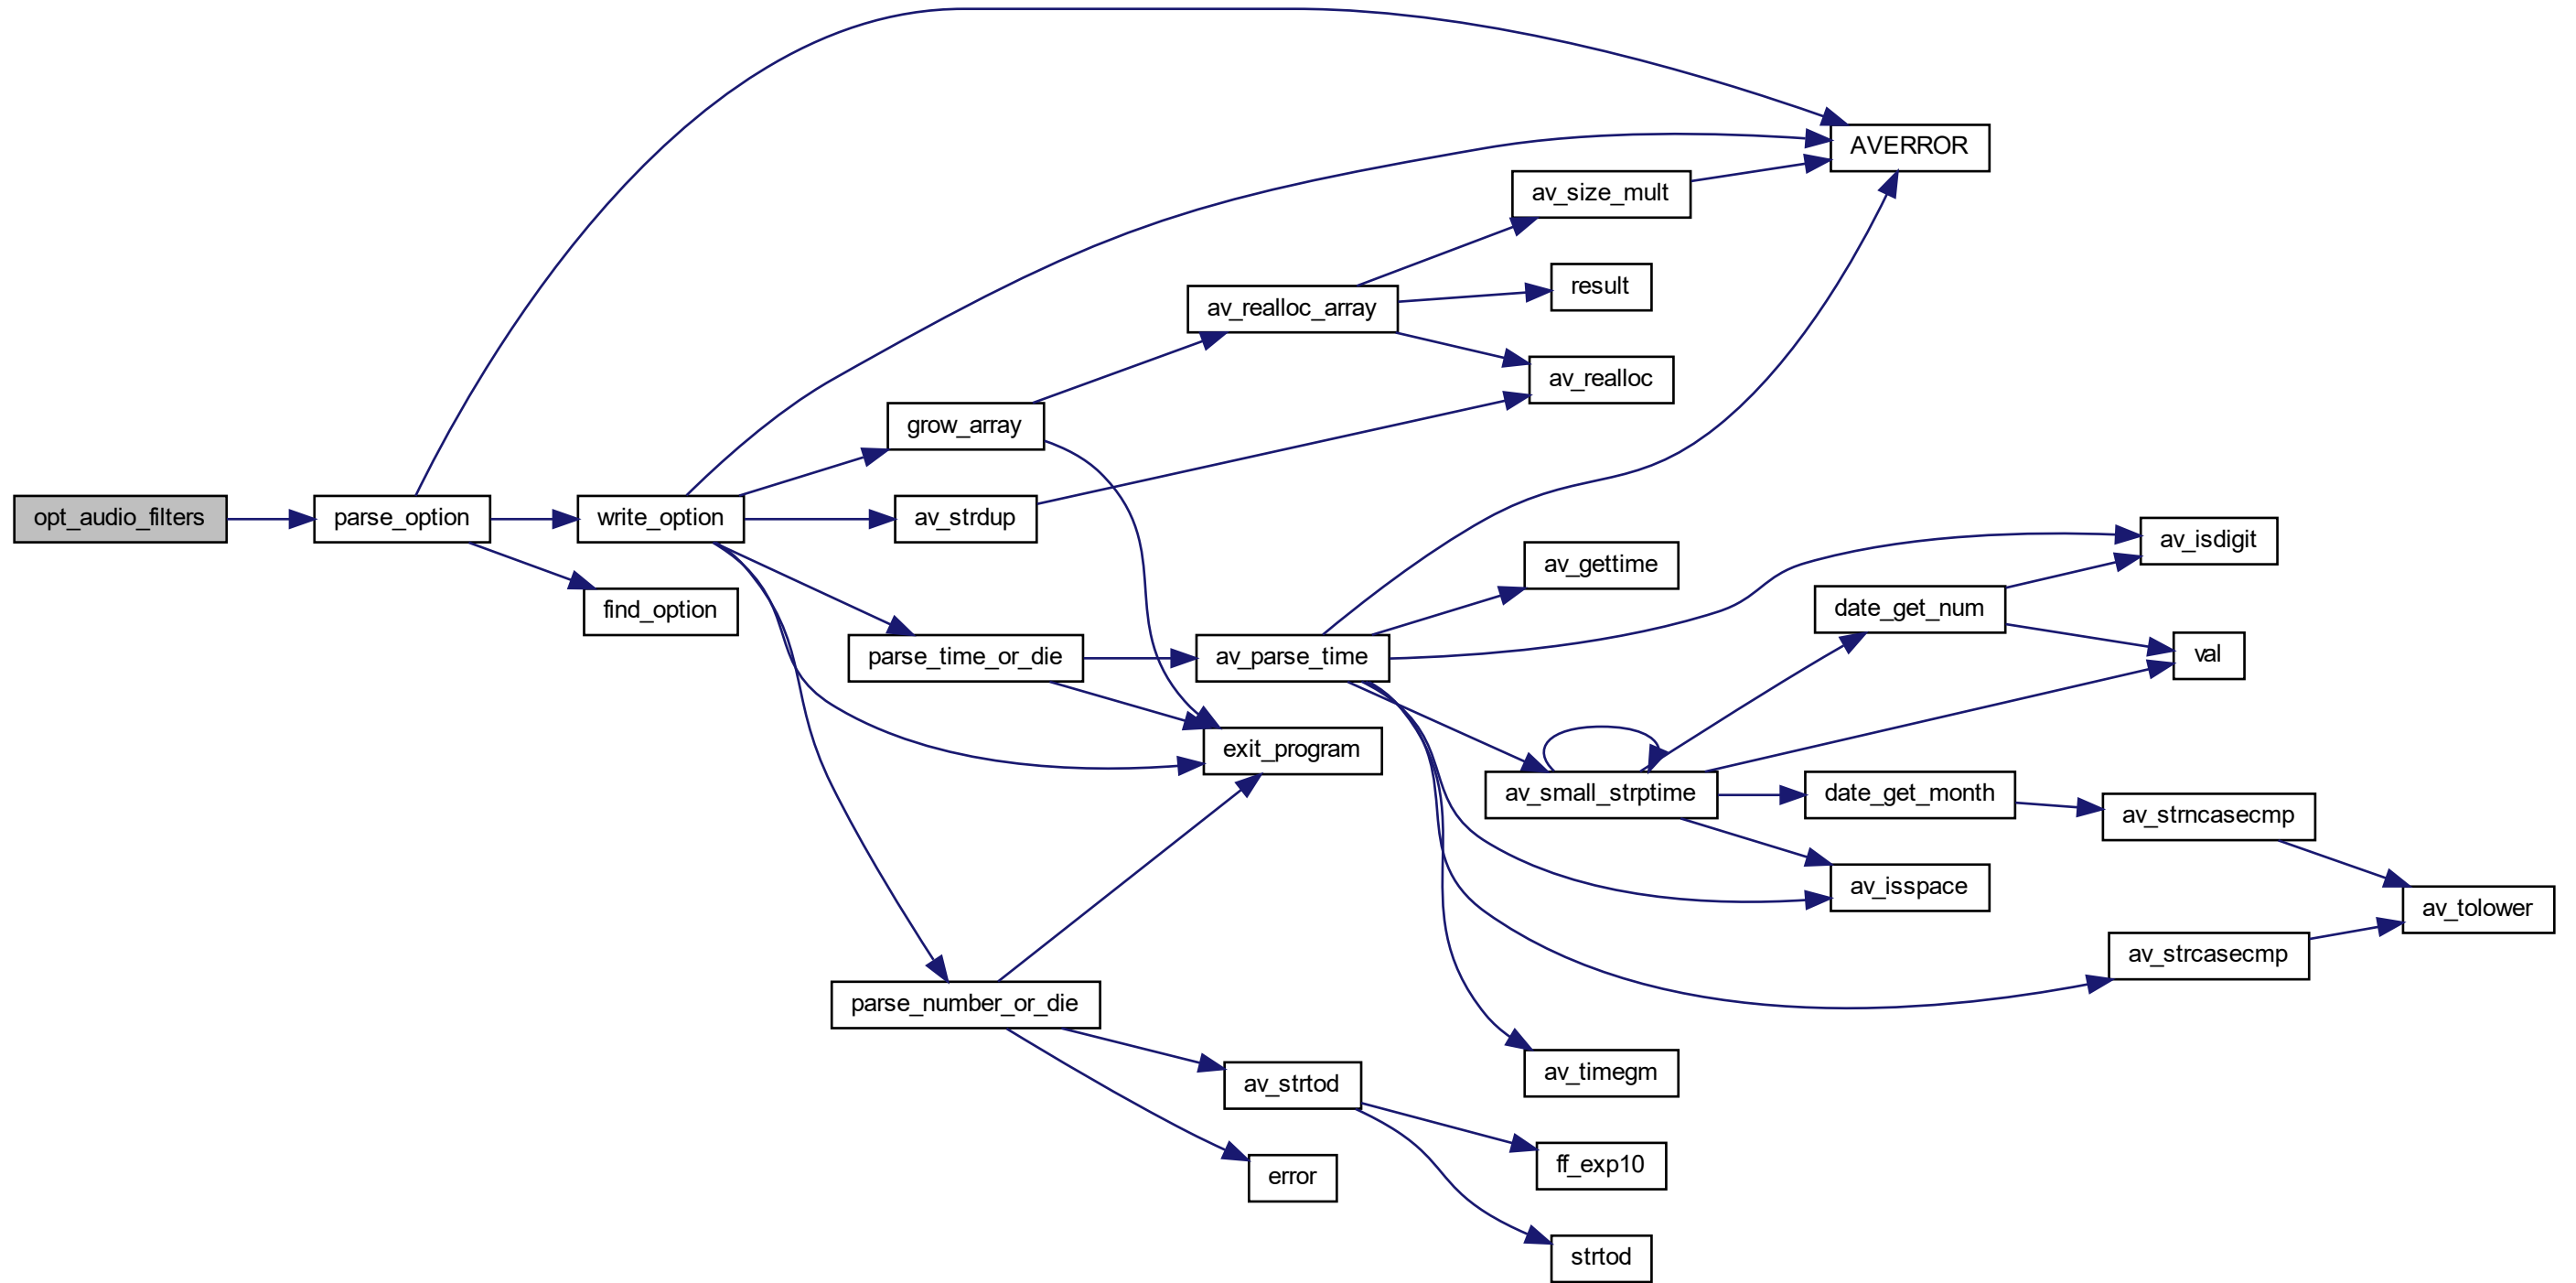 AVERROR
av_size_mult
result
av_realloc_array
av_realloc
grow_array
opt_audio_filters
parse_option
write_option
av_strdup
av_isdigit
av_gettime
find_option
date_get_num
parse_time_or_die
av_parse_time
val
exit_program
av_small_strptime
date_get_month
av_strncasecmp
av_isspace
av_tolower
av_strcasecmp
parse_number_or_die
av_timegm
av_strtod
ff_exp10
error
strtod